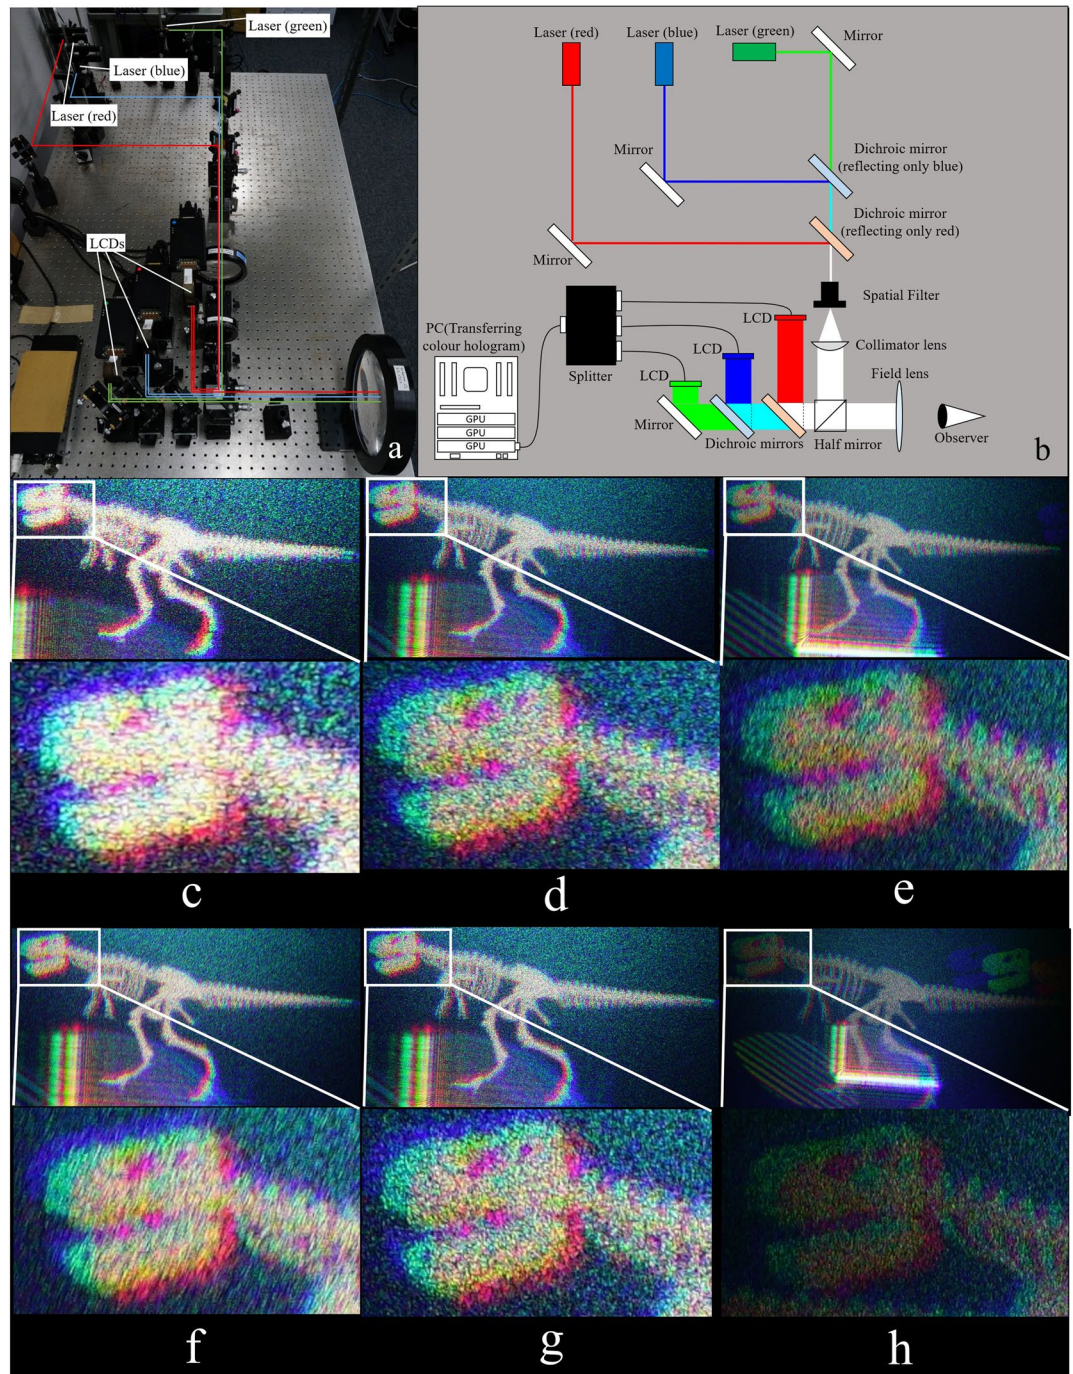 Laser (green)
Laser (blue)
Laser (red)
LCDs
a
Laser (red)
Laser (blue)
Laser (green)
Mirror
Mirror
Dichroic mirror
(reflecting only blue)
Dichroic mirror
(reflecting only red)
Mirror
Spatial Filter
PC(Transferring
colour hologram)
LCD
LCD
LCD
Collimator lens
Splitter
Field lens
GPU
GPU
GPU
Mirror
Dichroic mirrors
Half mirror
Observer
b
c
d
e
f
g
h